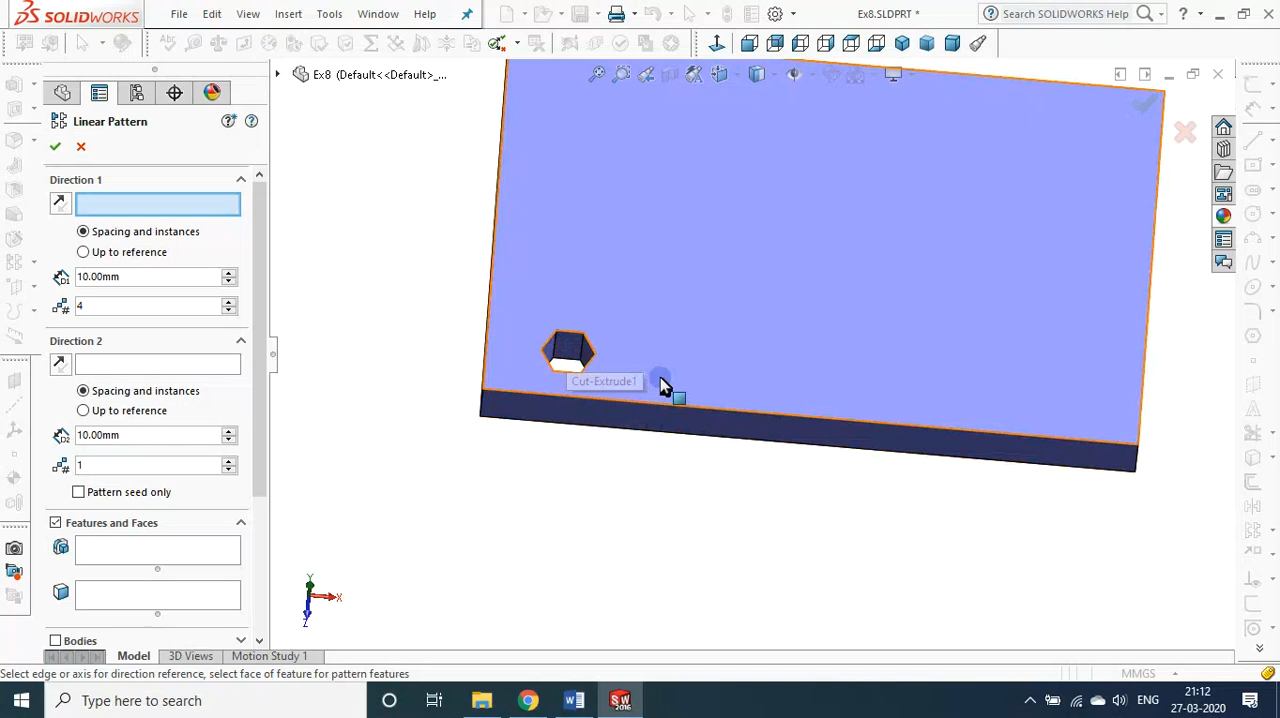 SOLIDWORKS File Edit View Insert Tools Window Help Ex8.SLDPRT * Search SOLIDWORKS Help ?
Ex8 (Default<<Default>_...
Linear Pattern
Direction 1
Spacing and instances
Up to reference
D1 10.00mm
# 4
Direction 2
Spacing and instances
Up to reference
D2 10.00mm
# 1
Pattern seed only
Features and Faces
Bodies
Cut-Extrude1
Y
X
Z
Model 3D Views Motion Study 1
Select edge or axis for direction reference, select face of feature for pattern features MMGS
Type here to search W SW 2016 ENG 21:12
27-03-2020